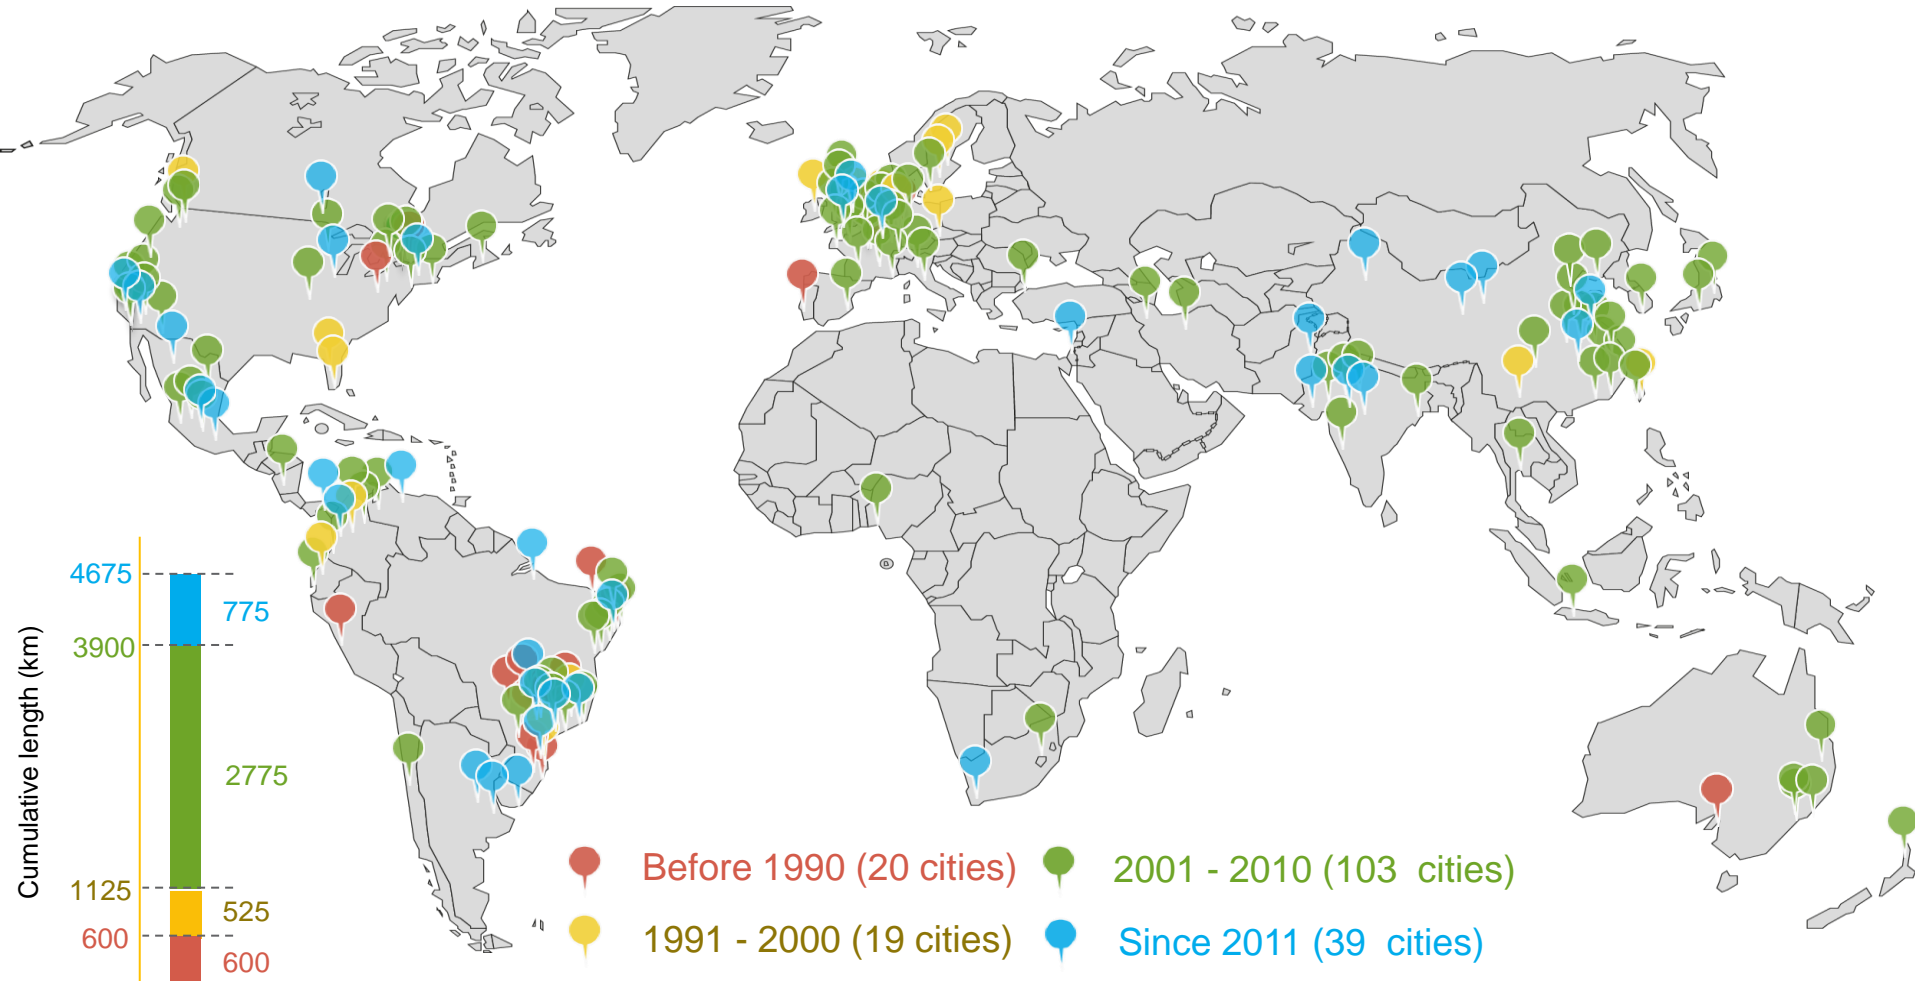 Cumulative length (km)
4675
775
3900
2775
1125
525
600
600
Before 1990 (20 cities)
2001 - 2010 (103 cities)
1991 - 2000 (19 cities)
Since 2011 (39 cities)